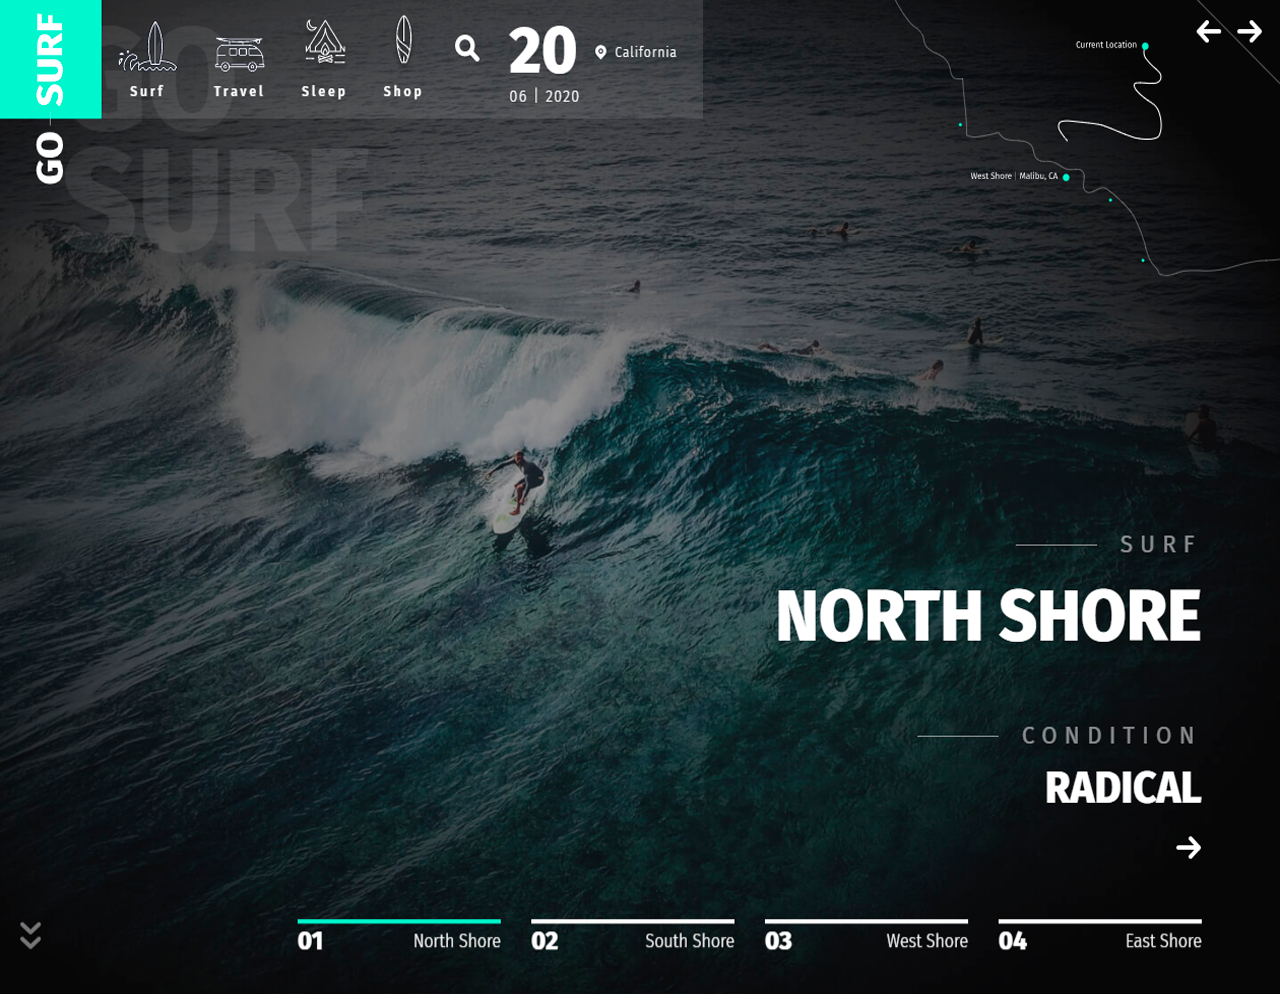 GO SURF
GO
SURF
Surf
Travel
Sleep
Shop
20
California
06 | 2020
Current Location
West Shore | Malibu, CA
SURF
NORTH SHORE
CONDITION
RADICAL
01 North Shore
02 South Shore
03 West Shore
04 East Shore